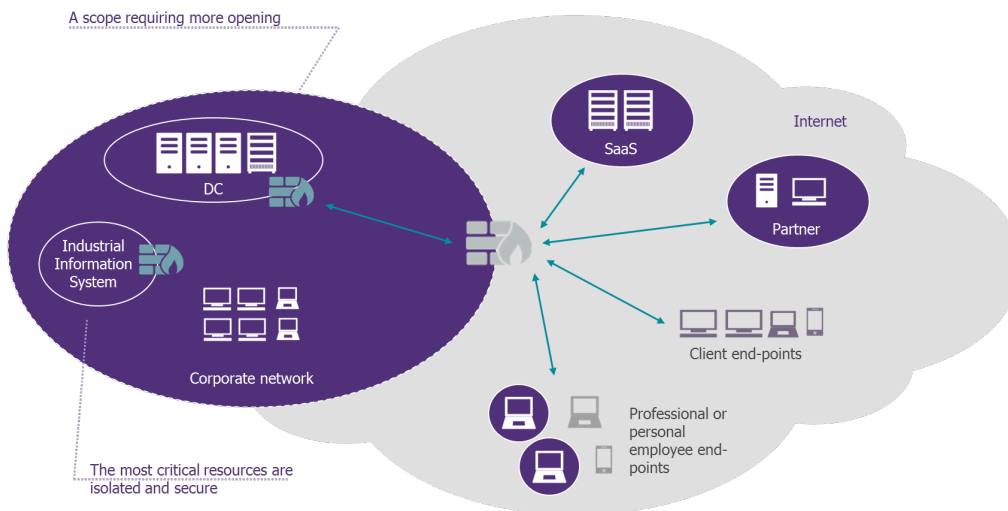 A scope requiring more opening
Internet
SaaS
DC
Partner
Industrial
Information
System
Client end-points
Corporate network
Professional or
personal
employee end-
points
The most critical resources are
isolated and secure